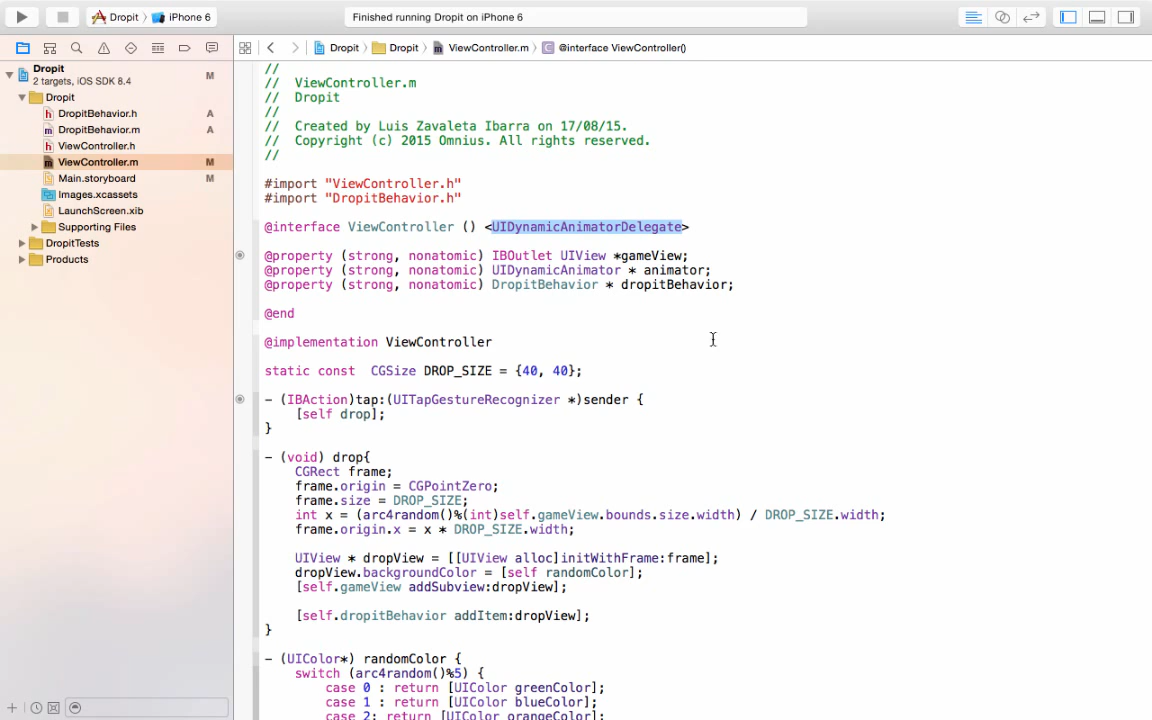 Dropit › iPhone 6
Finished running Dropit on iPhone 6
Dropit
2 targets, iOS SDK 8.4
M
Dropit
DropitBehavior.h
A
DropitBehavior.m
A
ViewController.h
ViewController.m
M
Main.storyboard
M
Images.xcassets
LaunchScreen.xib
Supporting Files
DropitTests
Products
Dropit › Dropit › ViewController.m › @interface ViewController()
//
//  ViewController.m
//  Dropit
//
//  Created by Luis Zavaleta Ibarra on 17/08/15.
//  Copyright (c) 2015 Omnius. All rights reserved.
//
#import "ViewController.h"
#import "DropitBehavior.h"
@interface ViewController () <UIDynamicAnimatorDelegate>
@property (strong, nonatomic) IBOutlet UIView *gameView;
@property (strong, nonatomic) UIDynamicAnimator * animator;
@property (strong, nonatomic) DropitBehavior * dropitBehavior;
@end
@implementation ViewController
static const  CGSize DROP_SIZE = {40, 40};
- (IBAction)tap:(UITapGestureRecognizer *)sender {
    [self drop];
}
- (void) drop{
    CGRect frame;
    frame.origin = CGPointZero;
    frame.size = DROP_SIZE;
    int x = (arc4random()%(int)self.gameView.bounds.size.width) / DROP_SIZE.width;
    frame.origin.x = x * DROP_SIZE.width;
    UIView * dropView = [[UIView alloc]initWithFrame:frame];
    dropView.backgroundColor = [self randomColor];
    [self.gameView addSubview:dropView];
    [self.dropitBehavior addItem:dropView];
}
- (UIColor*) randomColor {
    switch (arc4random()%5) {
        case 0 : return [UIColor greenColor];
        case 1 : return [UIColor blueColor];
        case 2: return [UIColor orangeColor];